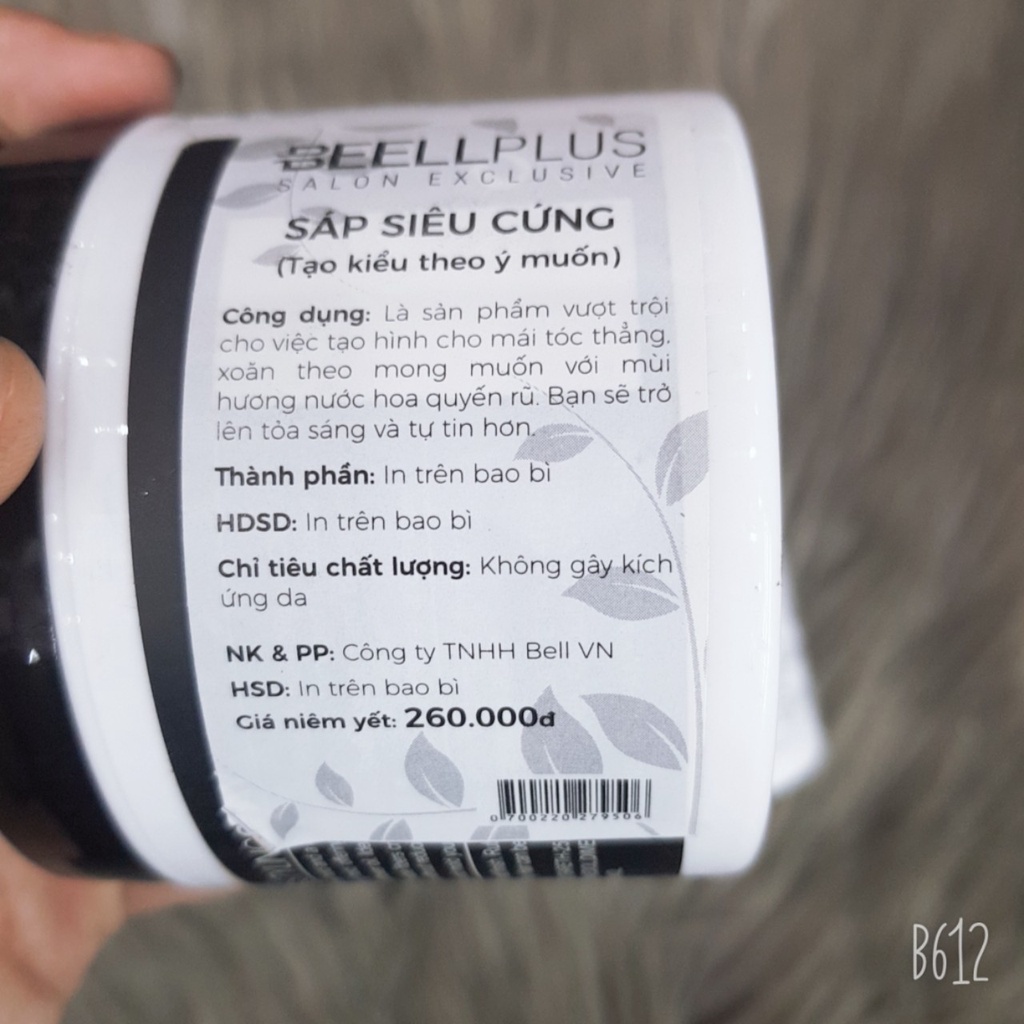 BEELLPLUS
SALON EXCLUSIVE
SÁP SIÊU CỨNG
(Tạo kiểu theo ý muốn)
Công dụng: Là sản phẩm vượt trội
cho việc tạo hình cho mái tóc thẳng,
xoăn theo mong muốn với mùi
hương nước hoa quyến rũ. Bạn sẽ trở
lên tỏa sáng và tự tin hơn.
Thành phần: In trên bao bì
HDSD: In trên bao bì
Chỉ tiêu chất lượng: Không gây kích
ứng da
NK & PP: Công ty TNHH Bell VN
HSD: In trên bao bì
Giá niêm yết: 260.000đ
0700220279506
B612